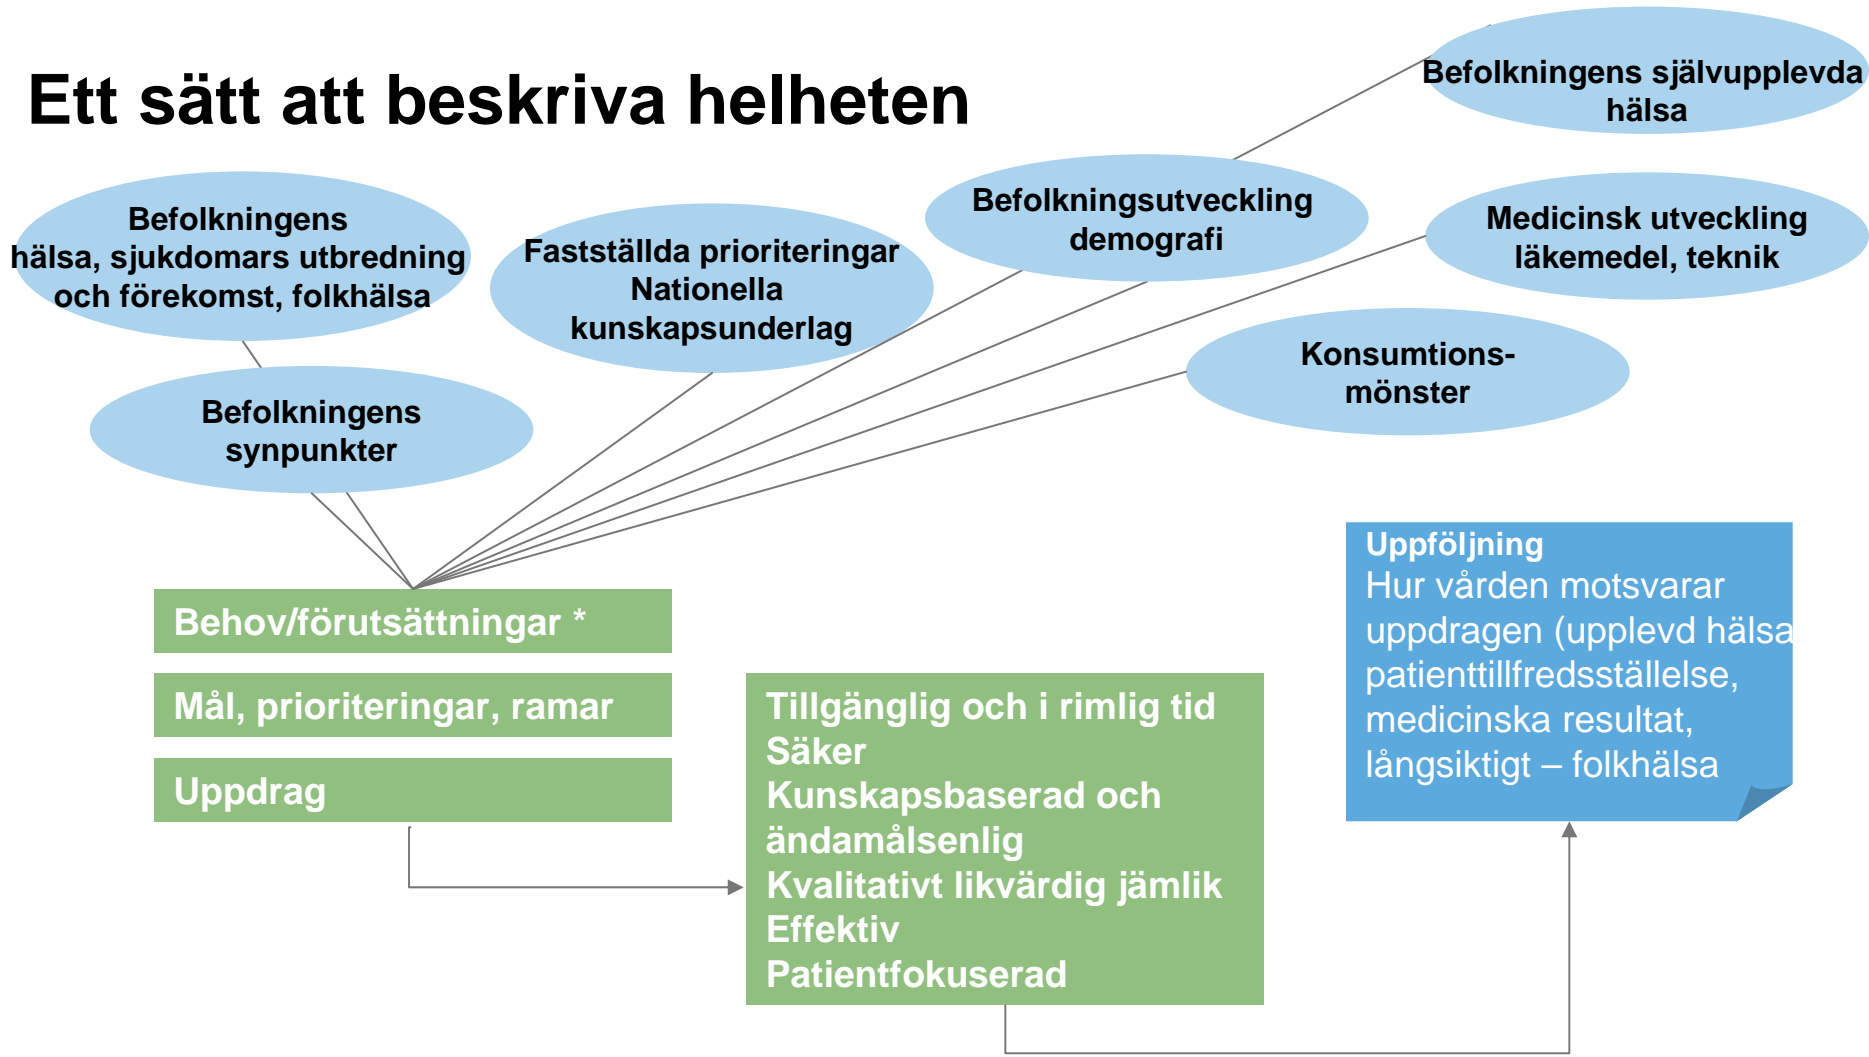 Ett sätt att beskriva helheten
Befolkningens självupplevda
hälsa
Befolkningens
hälsa, sjukdomars utbredning
och förekomst, folkhälsa
Fastställda prioriteringar
Nationella
kunskapsunderlag
Befolkningsutveckling
demografi
Medicinsk utveckling
läkemedel, teknik
Befolkningens
synpunkter
Konsumtions-
mönster
Behov/förutsättningar *
Mål, prioriteringar, ramar
Uppdrag
Tillgänglig och i rimlig tid
Säker
Kunskapsbaserad och
ändamålsenlig
Kvalitativt likvärdig jämlik
Effektiv
Patientfokuserad
Uppföljning
Hur vården motsvarar
uppdragen (upplevd hälsa
patienttillfredsställelse,
medicinska resultat,
långsiktigt – folkhälsa